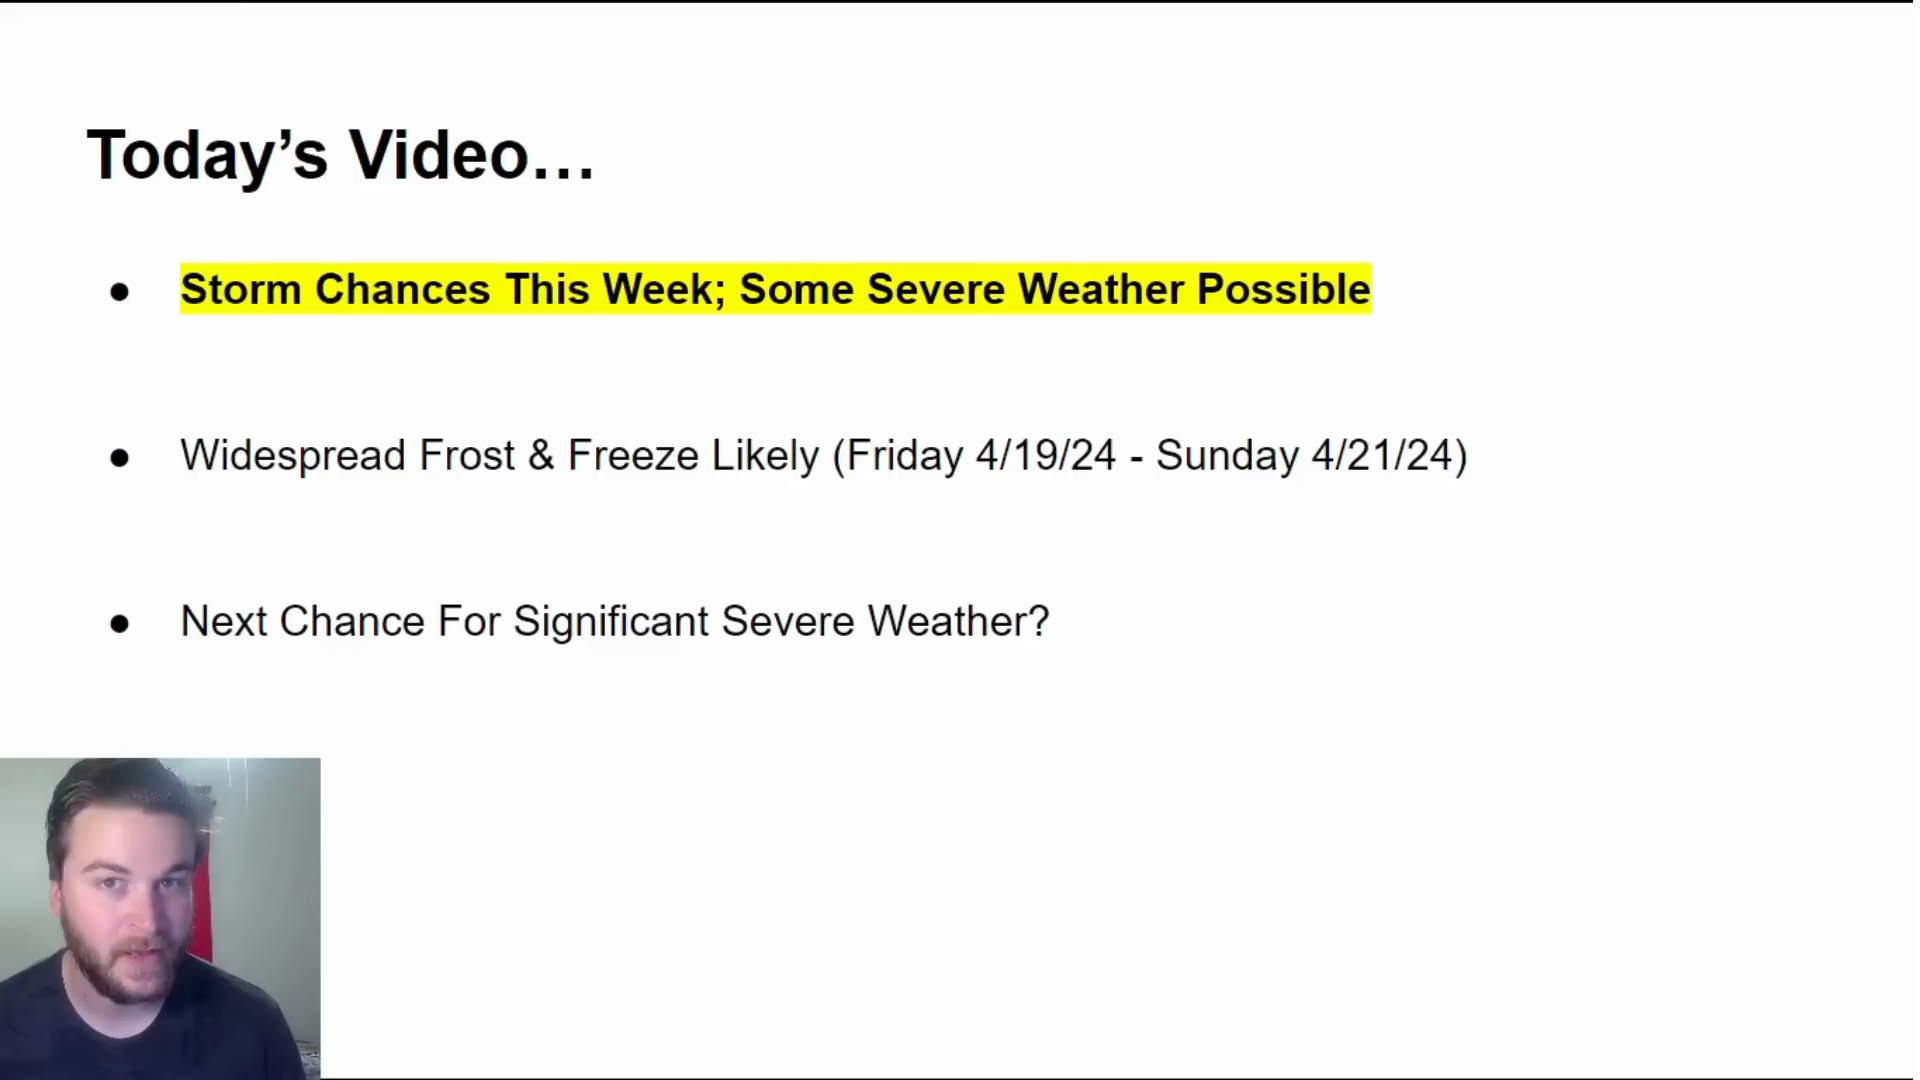 Today’s Video…
● Storm Chances This Week; Some Severe Weather Possible
● Widespread Frost & Freeze Likely (Friday 4/19/24 - Sunday 4/21/24)
● Next Chance For Significant Severe Weather?